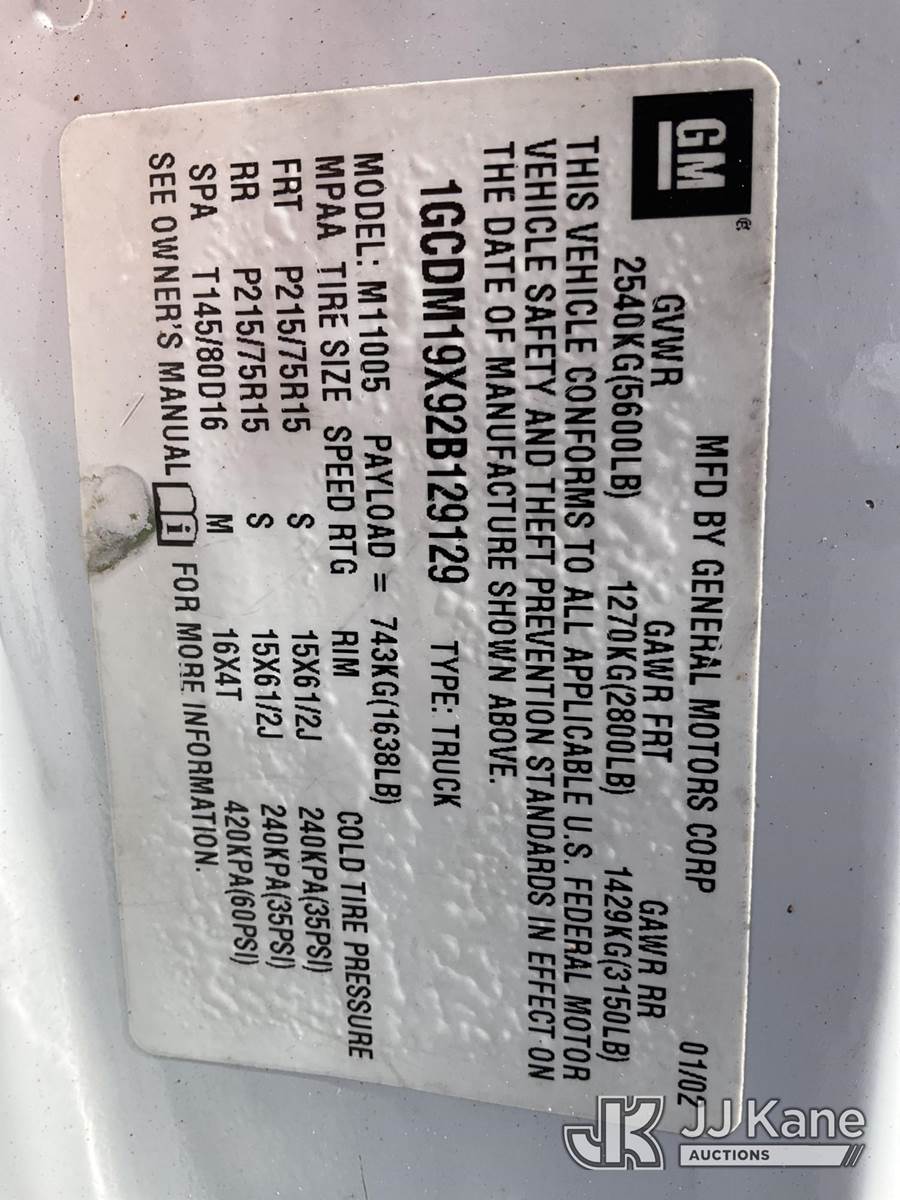 GM
MFD BY GENERAL MOTORS CORP 01/02
GVWR GAWR FRT GAWR RR
2540KG(5600LB) 1270KG(2800LB) 1429KG(3150LB)
THIS VEHICLE CONFORMS TO ALL APPLICABLE U.S. FEDERAL MOTOR
VEHICLE SAFETY AND THEFT PREVENTION STANDARDS IN EFFECT ON
THE DATE OF MANUFACTURE SHOWN ABOVE.
1GCDM19X92B129129 TYPE: TRUCK
MODEL: M11005 PAYLOAD = 743KG(1638LB)
MPAA TIRE SIZE SPEED RTG RIM COLD TIRE PRESSURE
FRT P215/75R15 S 15X61/2J 240KPA(35PSI)
RR P215/75R15 S 15X61/2J 240KPA(35PSI)
SPA T145/80D16 M 16X4T 420KPA(60PSI)
SEE OWNER'S MANUAL i FOR MORE INFORMATION.
JK JJ Kane
AUCTIONS